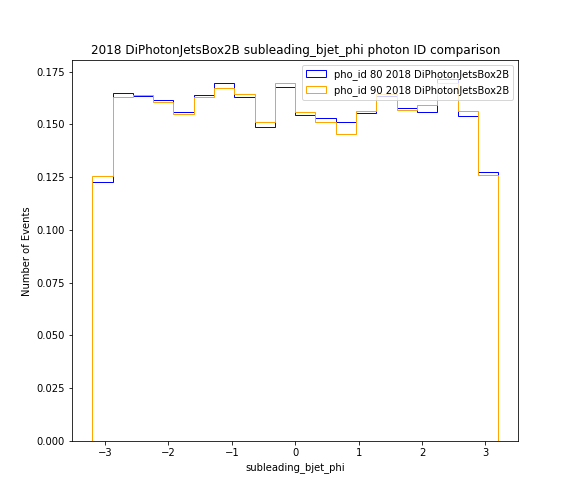 2018 DiPhotonJetsBox2B subleading_bjet_phi photon ID comparison
pho_id 80 2018 DiPhotonJetsBox2B
pho_id 90 2018 DiPhotonJetsBox2B
Number of Events
0.175
0.150
0.125
0.100
0.075
0.050
0.025
0.000
−3 −2 −1 0 1 2 3
subleading_bjet_phi